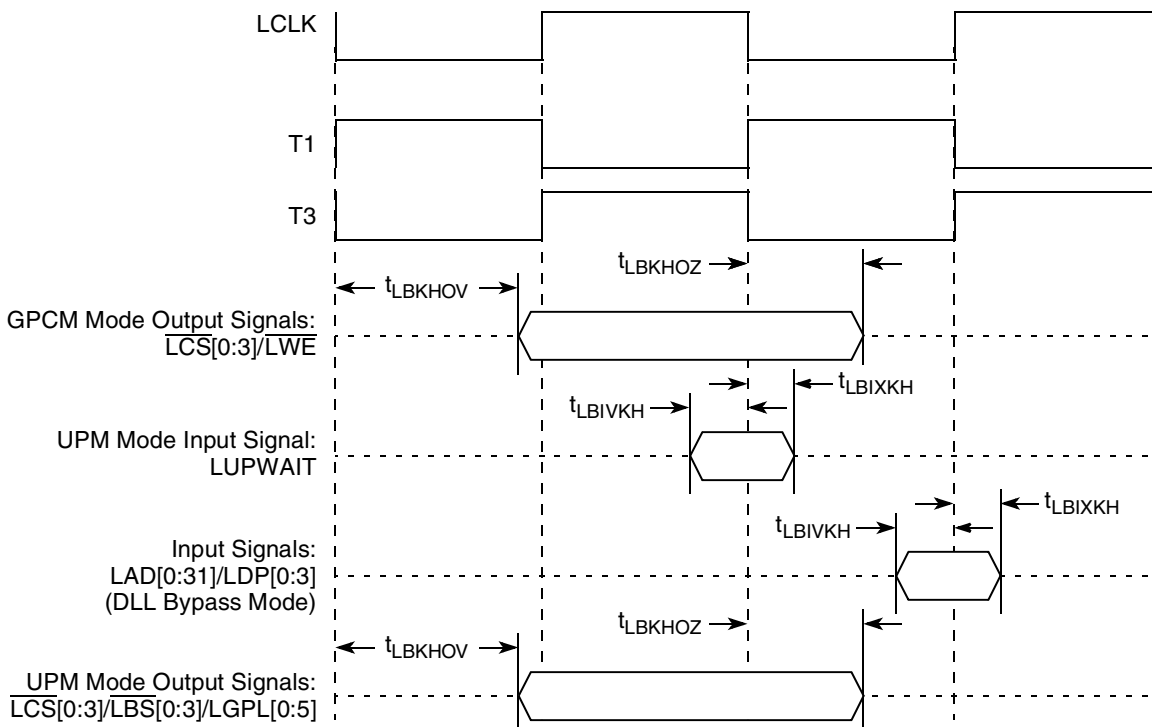 LCLK
T1
T3
tLBKHOZ
tLBKHOV
GPCM Mode Output Signals:
LCS[0:3]/LWE
tLBIXKH
tLBIVKH
UPM Mode Input Signal:
LUPWAIT
tLBIXKH
tLBIVKH
Input Signals:
LAD[0:31]/LDP[0:3]
(DLL Bypass Mode)
tLBKHOZ
tLBKHOV
UPM Mode Output Signals:
LCS[0:3]/LBS[0:3]/LGPL[0:5]